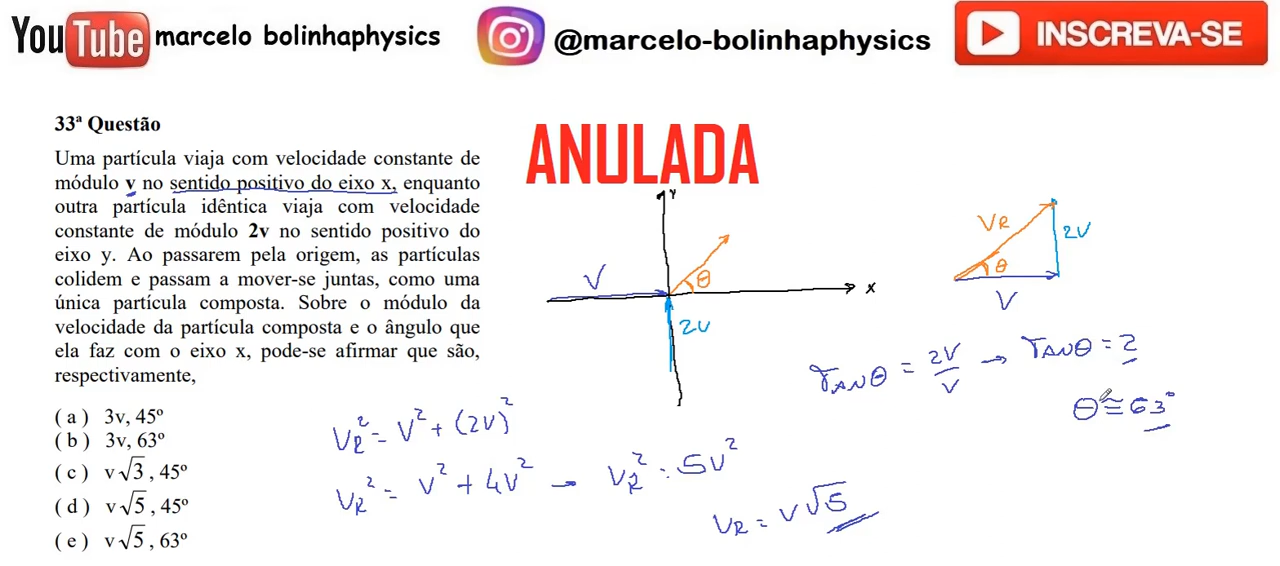 YouTube marcelo bolinhaphysics
@marcelo-bolinhaphysics
INSCREVA-SE
33ª Questão
Uma partícula viaja com velocidade constante de
módulo v no sentido positivo do eixo x, enquanto
outra partícula idêntica viaja com velocidade
constante de módulo 2v no sentido positivo do
eixo y. Ao passarem pela origem, as partículas
colidem e passam a mover-se juntas, como uma
única partícula composta. Sobre o módulo da
velocidade da partícula composta e o ângulo que
ela faz com o eixo x, pode-se afirmar que são,
respectivamente,
( a ) 3v, 45º
( b ) 3v, 63º
( c ) v√3, 45º
( d ) v√5, 45º
( e ) v√5, 63º
ANULADA
Y
V
θ
X
2V
VR
2V
θ
V
TANθ = 2V/V → TANθ = 2
θ ≅ 63°
VR² = V² + (2V)²
VR² = V² + 4V² → VR² = 5V²
VR = V√5